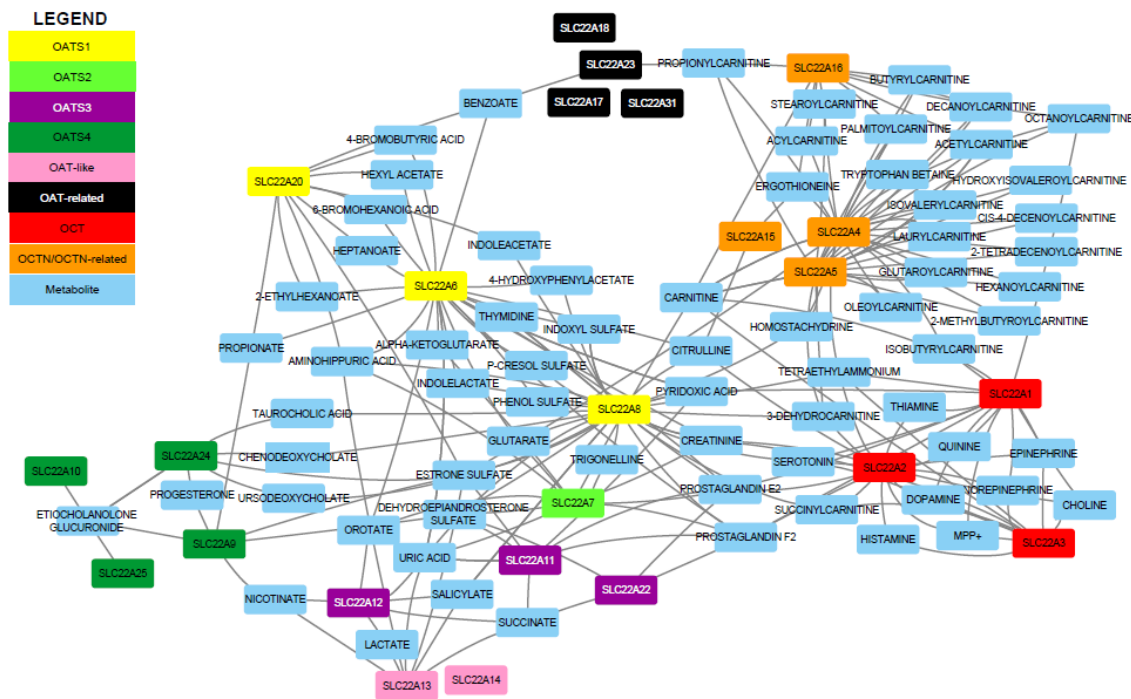 LEGEND
OATS1
OATS2
OATS3
OATS4
OAT-like
OAT-related
OCT
OCTN/OCTN-related
Metabolite
SLC22A18
SLC22A23
PROPIONYLCARNITINE
SLC22A16
BUTYRYLCARNITINE
BENZOATE
SLC22A17
SLC22A31
STEAROYLCARNITINE
DECANOYLCARNITINE
OCTANOYLCARNITINE
4-BROMOBUTYRIC ACID
ACYLCARNITINE
PALMITOYLCARNITINE
ACETYLCARNITINE
SLC22A20
HEXYL ACETATE
ERGOTHIONEINE
TRYPTOPHAN BETAINE
HYDROXYISOVALEROYLCARNITINE
6-BROMOHEXANOIC ACID
ISOVALERYLCARNITINE
CIS-4-DECENOYLCARNITINE
HEPTANOATE
INDOLEACETATE
SLC22A15
SLC22A4
LAURYLCARNITINE
2-TETRADECENOYLCARNITINE
SLC22A6
4-HYDROXYPHENYLACETATE
SLC22A5
GLUTAROYLCARNITINE
HEXANOYLCARNITINE
2-ETHYLHEXANOATE
CARNITINE
OLEOYLCARNITINE
THYMIDINE
INDOXYL SULFATE
HOMOSTACHYDRINE
2-METHYLBUTYROYLCARNITINE
PROPIONATE
AMINOHIPPURIC ACID
ALPHA-KETOGLUTARATE
P-CRESOL SULFATE
CITRULLINE
ISOBUTYRYLCARNITINE
INDOLELACTATE
TETRAETHYLAMMONIUM
PHENOL SULFATE
PYRIDOXIC ACID
SLC22A1
TAUROCHOLIC ACID
SLC22A8
3-DEHYDROCARNITINE
THIAMINE
SLC22A24
CHENODEOXYCHOLATE
GLUTARATE
CREATININE
QUININE
EPINEPHRINE
SLC22A10
ESTRONE SULFATE
TRIGONELLINE
SEROTONIN
SLC22A2
PROGESTERONE
URSODEOXYCHOLATE
PROSTAGLANDIN E2
NOREPINEPHRINE
CHOLINE
ETIOCHOLANOLONE
GLUCURONIDE
DEHYDROEPIANDROSTERONE
SULFATE
SLC22A7
SUCCINYLCARNITINE
DOPAMINE
SLC22A9
OROTATE
PROSTAGLANDIN F2
HISTAMINE
MPP+
SLC22A3
SLC22A25
URIC ACID
SLC22A11
NICOTINATE
SLC22A12
SALICYLATE
SLC22A22
SUCCINATE
LACTATE
SLC22A13
SLC22A14